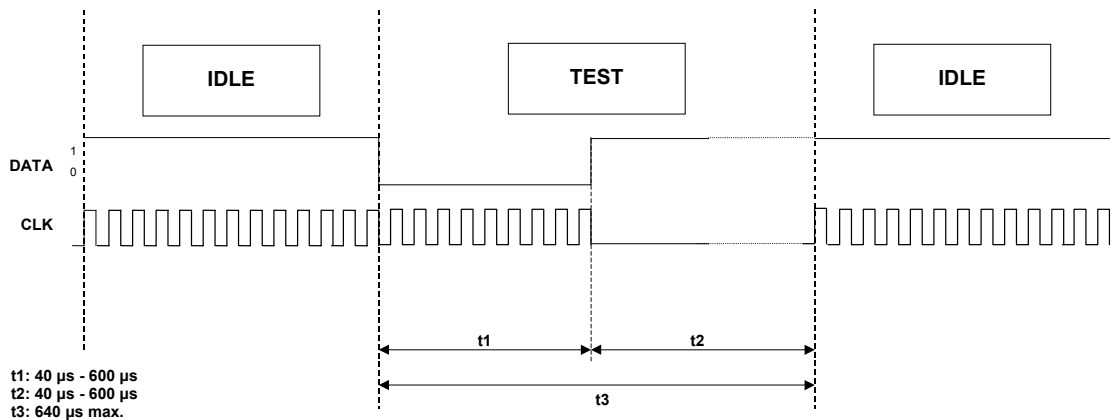 IDLE
TEST
IDLE
DATA 1
0
CLK
t1
t2
t3
t1: 40 µs - 600 µs
t2: 40 µs - 600 µs
t3: 640 µs max.